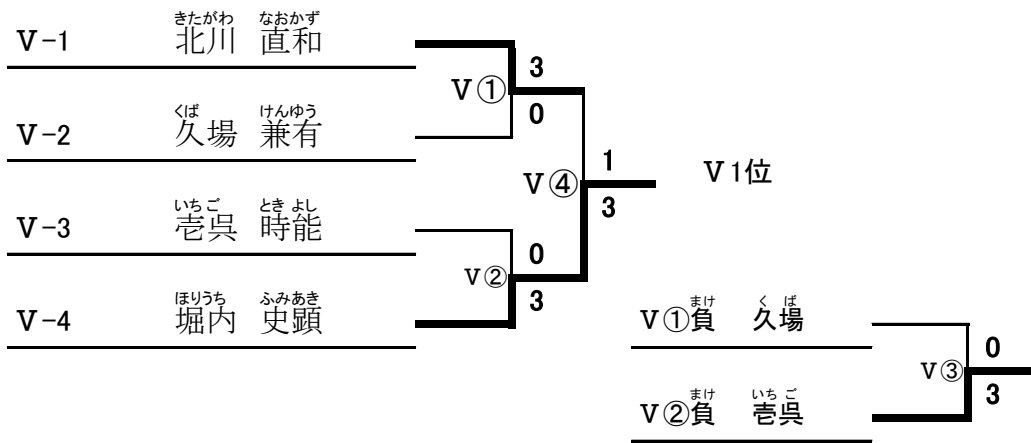 きたがわ なおかず
V-1 北川 直和
3
V①
0
くば けんゆう
V-2 久場 兼有
1
V④ V1位
3
いちご とき よし
V-3 壱呉 時能
0
V②
3
ほりうち ふみあき
V-4 堀内 史顕
まけ くば
V①負 久場
0
V③
3
まけ いちご
V②負 壱呉